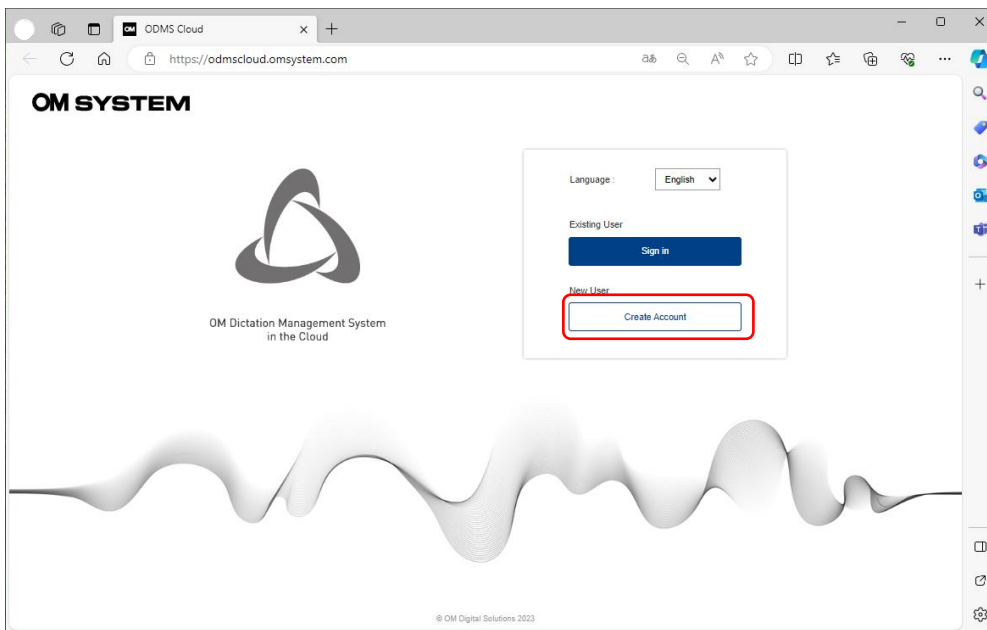 ODMS Cloud
https://odmscloud.omsystem.com
OM SYSTEM
Language :
English
Existing User
Sign in
New User
Create Account
OM Dictation Management System
in the Cloud
© OM Digital Solutions 2023